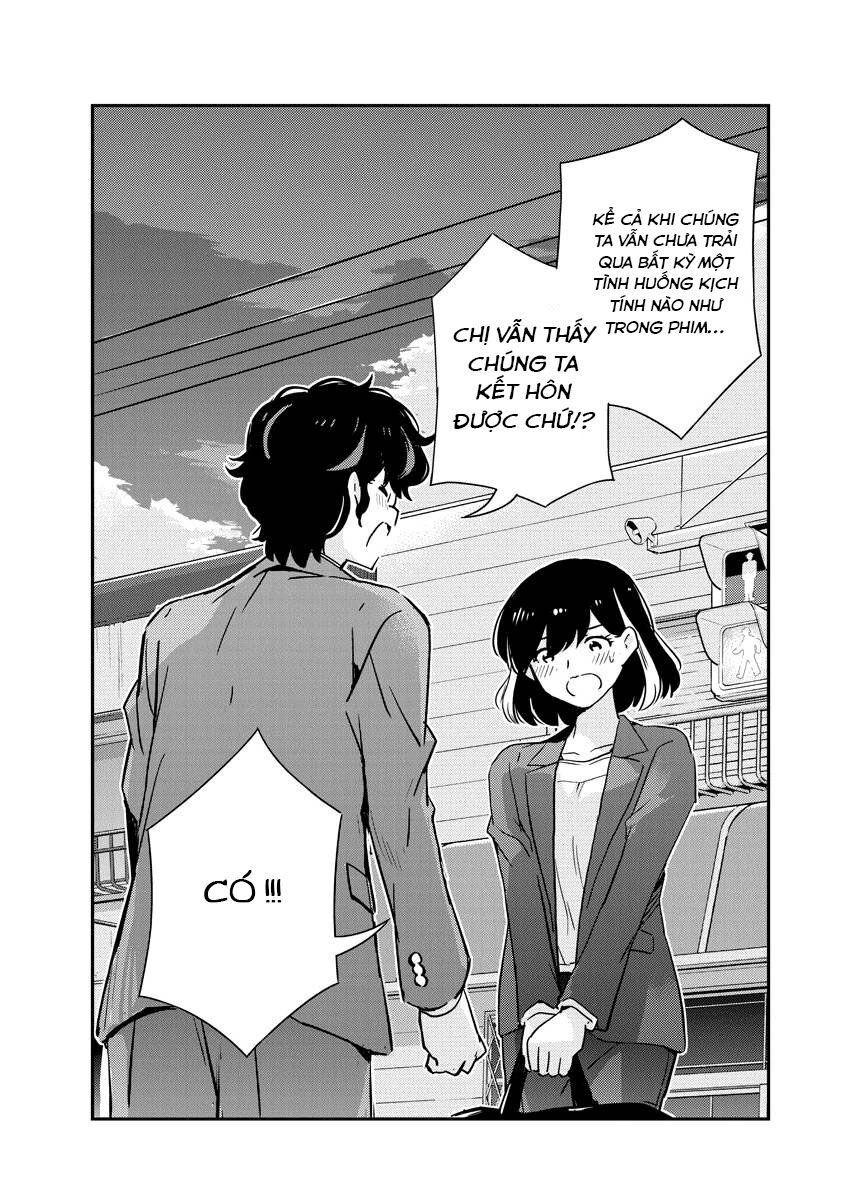 KỂ CẢ KHI CHÚNG
TA VẪN CHƯA TRẢI
QUA BẤT KỲ MỘT
TÌNH HUỐNG KỊCH
TÍNH NÀO NHƯ
TRONG PHIM...
CHỊ VẪN THẤY
CHÚNG TA
KẾT HÔN
ĐƯỢC CHỨ!?
CÓ !!!